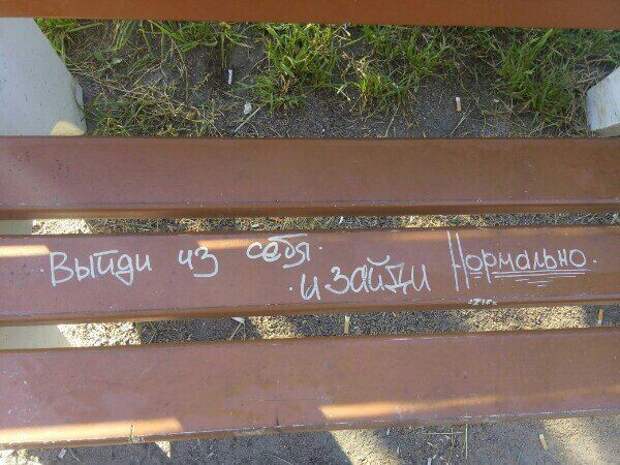 Выйди из себя.
и зайди Нормально.